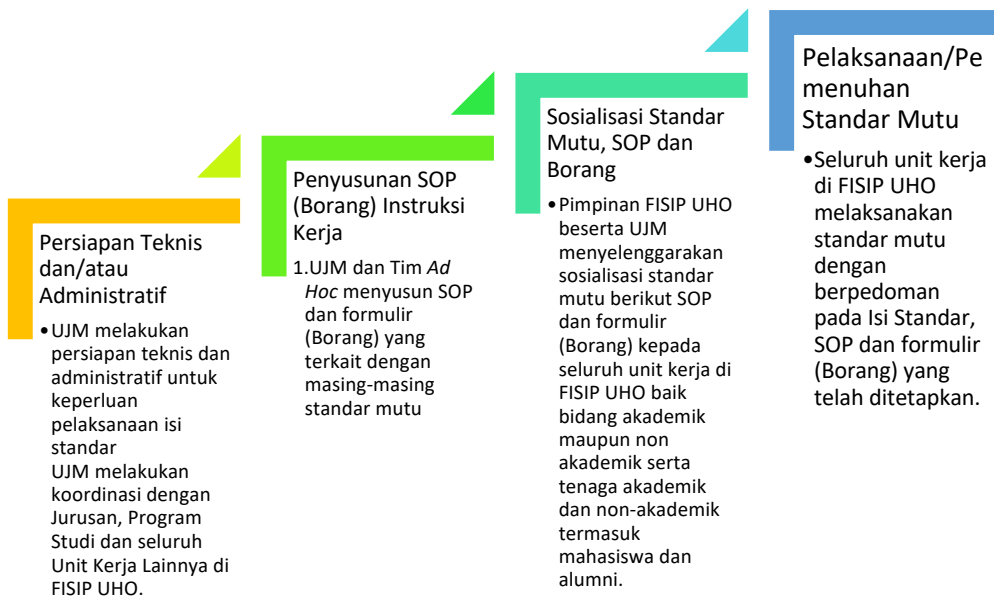 Persiapan Teknis
dan/atau
Administratif
•UJM melakukan
persiapan teknis dan
administratif untuk
keperluan
pelaksanaan isi
standar
UJM melakukan
koordinasi dengan
Jurusan, Program
Studi dan seluruh
Unit Kerja Lainnya di
FISIP UHO.
Penyusunan SOP
(Borang) Instruksi
Kerja
1.UJM dan Tim Ad
Hoc menyusun SOP
dan formulir
(Borang) yang
terkait dengan
masing-masing
standar mutu
Sosialisasi Standar
Mutu, SOP dan
Borang
•Pimpinan FISIP UHO
beserta UJM
menyelenggarakan
sosialisasi standar
mutu berikut SOP
dan formulir
(Borang) kepada
seluruh unit kerja di
FISIP UHO baik
bidang akademik
maupun non
akademik serta
tenaga akademik
dan non-akademik
termasuk
mahasiswa dan
alumni.
Pelaksanaan/Pe
menuhan
Standar Mutu
•Seluruh unit kerja
di FISIP UHO
melaksanakan
standar mutu
dengan
berpedoman
pada Isi Standar,
SOP dan formulir
(Borang) yang
telah ditetapkan.